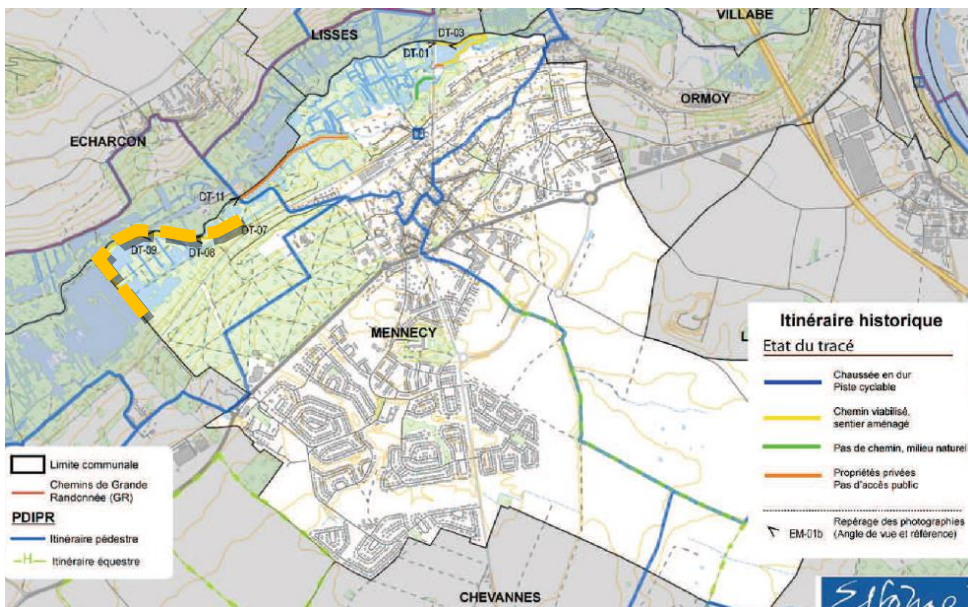 VILLABE
LISSES
DT-03
DT-01
ORMOY
ECHARCON
DT-11
DT-07
DT-09
DT-08
MENNECY
L
Itinéraire historique
Etat du tracé
Chaussée en dur
Piste cyclable
Chemin viabilisé,
sentier aménagé
Pas de chemin, milieu naturel
Propriétés privées
Pas d'accès public
EM-01b
Repérage des photographies
(Angle de vue et référence)
Limite communale
Chemins de Grande
Randonnée (GR)
PDIPR
Itinéraire pédestre
H Itinéraire équestre
CHEVANNES